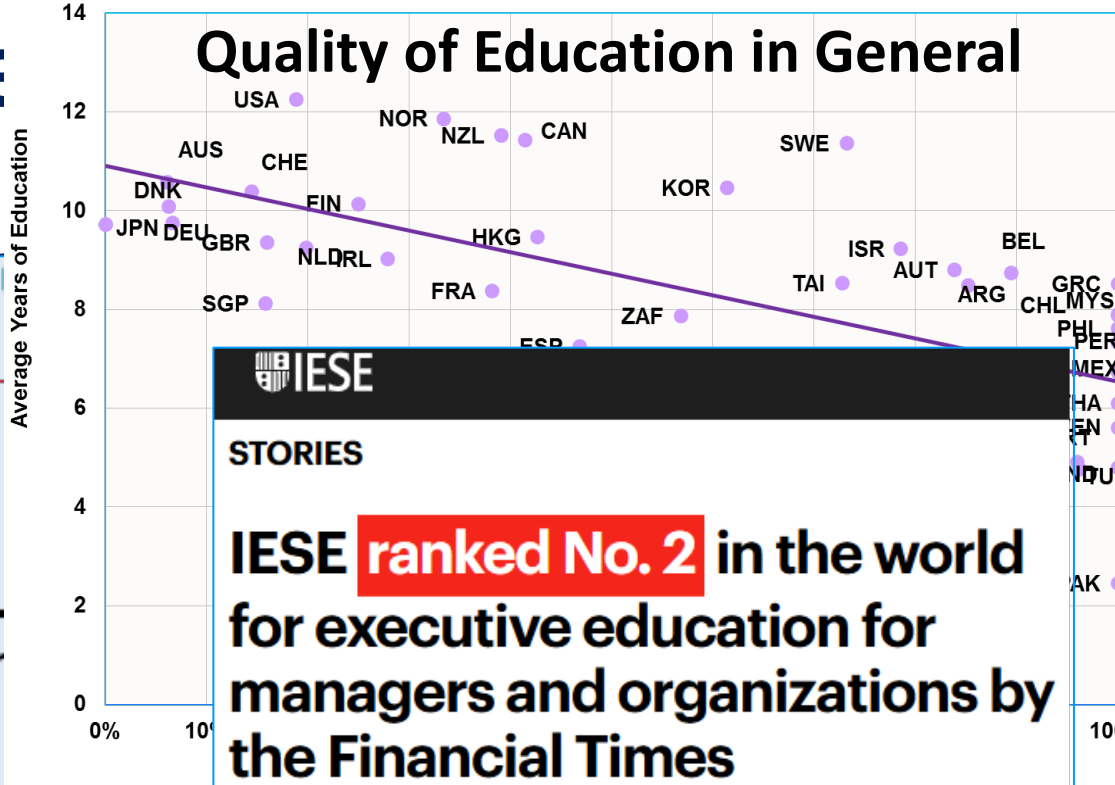 14
Quality of Education in General
12
10
8
6
4
2
0
Average Years of Education
USA
NOR
NZL
CAN
SWE
AUS
CHE
DNK
FIN
KOR
JPN
DEU
GBR
NLD
IRL
HKG
ISR
BEL
AUT
SGP
FRA
TAI
ARG
GRC
CHL
MYS
ZAF
PHL
PER
ESP
MEX
IESE
STORIES
IESE ranked No. 2 in the world
for executive education for
managers and organizations by
the Financial Times
0%